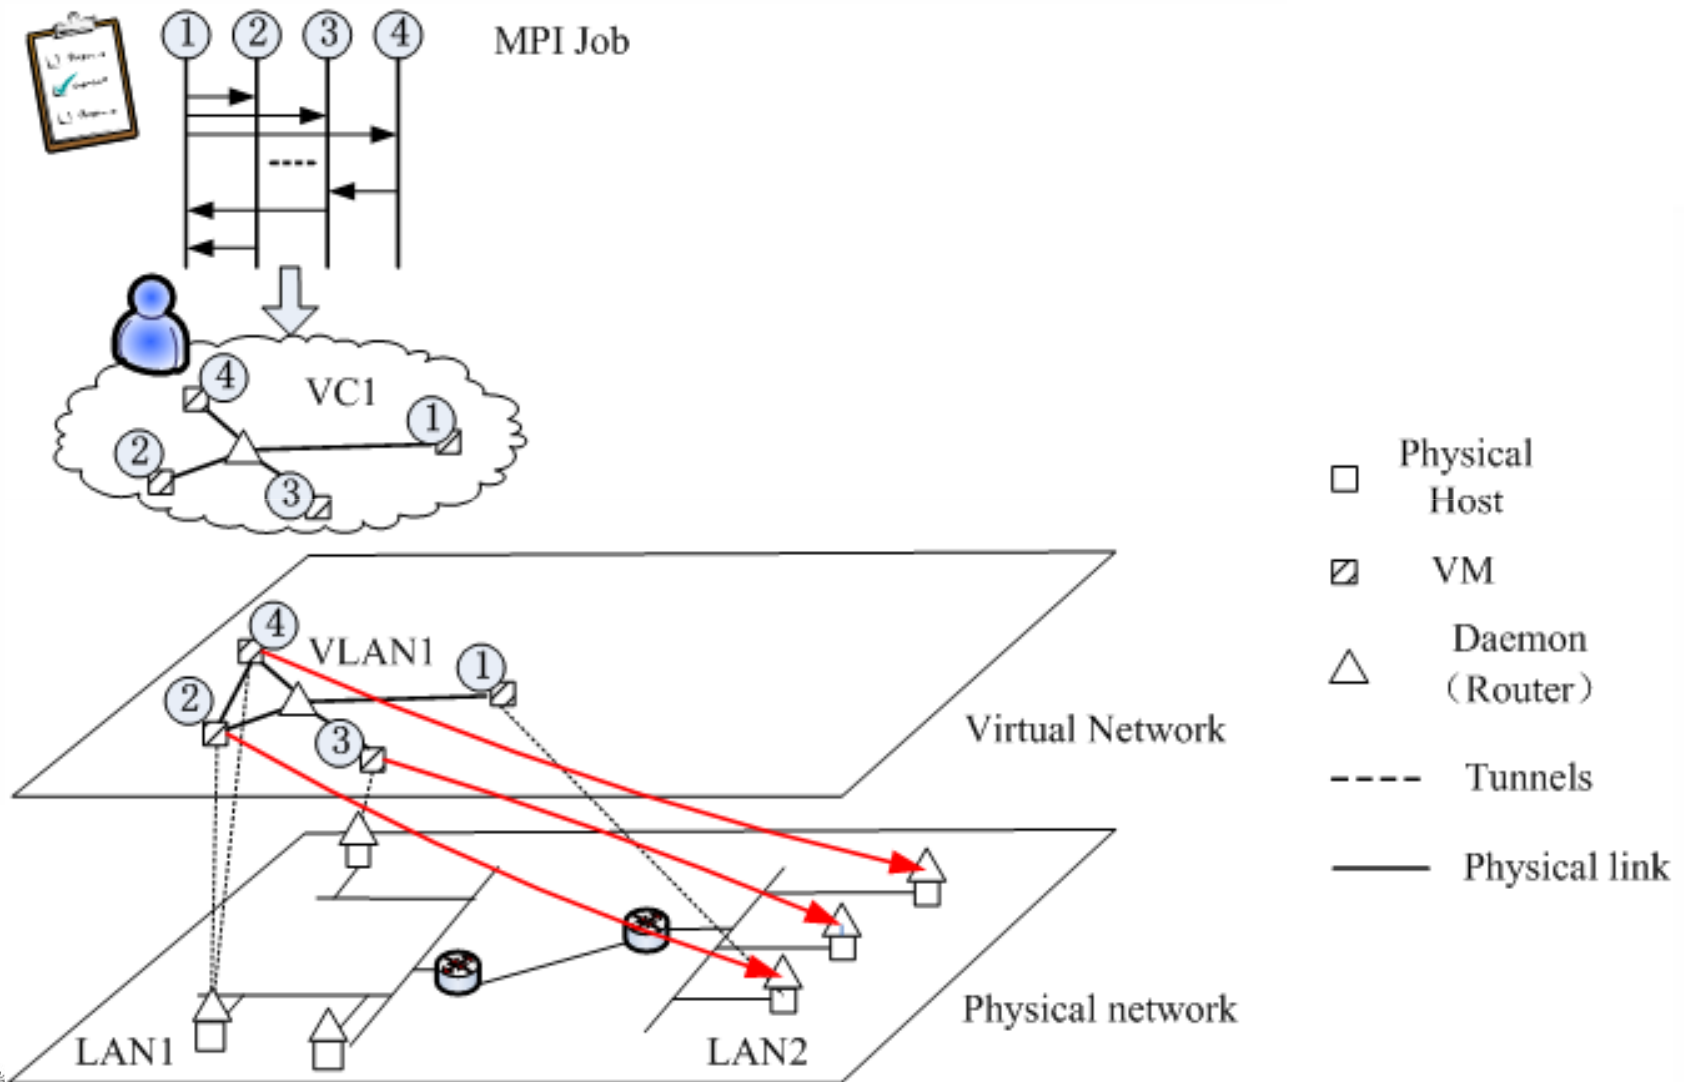 ① ② ③ ④ MPI Job
④ VC1
①
②
③
④
VLAN1 ①
②
③
Virtual Network
LAN1 LAN2
Physical network
Physical
Host
VM
Daemon
（Router）
Tunnels
Physical link